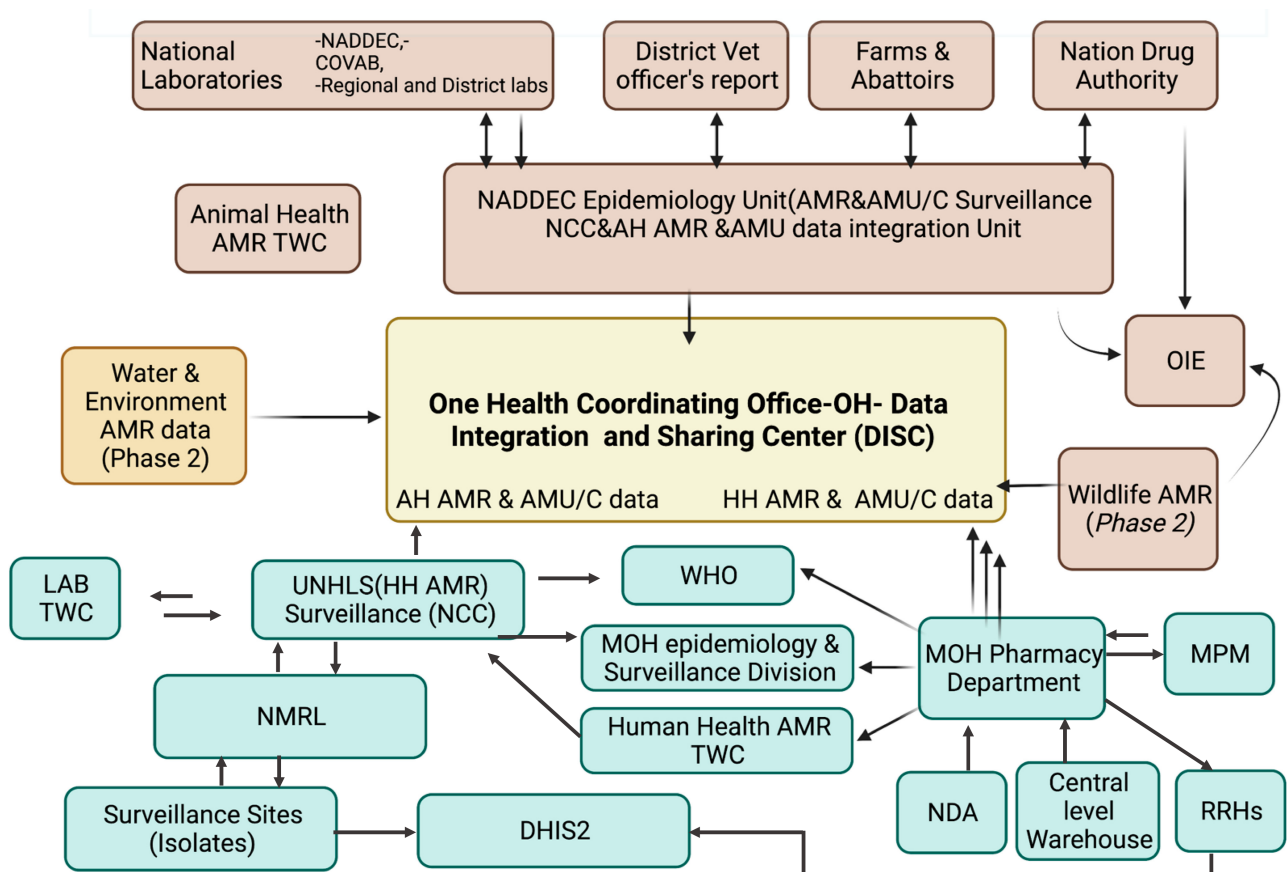 National
Laboratories
-NADDEC,-
COVAB,
-Regional and District labs
District Vet
officer's report
Farms &
Abattoirs
Nation Drug
Authority
Animal Health
AMR TWC
NADDEC Epidemiology Unit(AMR&AMU/C Surveillance
NCC&AH AMR &AMU data integration Unit
OIE
Water &
Environment
AMR data
(Phase 2)
One Health Coordinating Office-OH- Data
Integration and Sharing Center (DISC)
AH AMR & AMU/C data
HH AMR & AMU/C data
Wildlife AMR
(Phase 2)
LAB
TWC
UNHLS(HH AMR)
Surveillance (NCC)
WHO
MOH epidemiology &
Surveillance Division
MOH Pharmacy
Department
MPM
NMRL
Human Health AMR
TWC
Surveillance Sites
(Isolates)
DHIS2
NDA
Central
level
Warehouse
RRHs